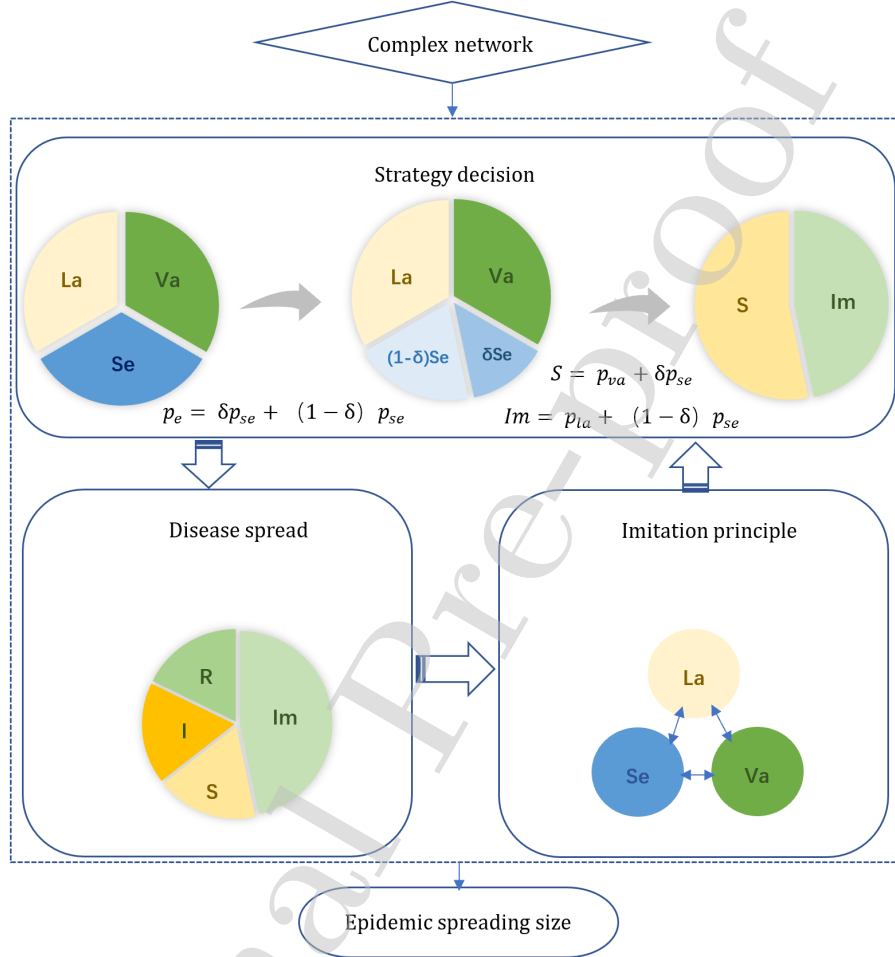 Complex network
Strategy decision
La
Va
Se
La
Va
(1-δ)Se
δSe
S
Im
S = p_va + δp_se
p_e = δp_se + (1 − δ) p_se
Im = p_la + (1 − δ) p_se
Disease spread
R
I
S
Im
Imitation principle
La
Se
Va
Epidemic spreading size
nal Pre-proof